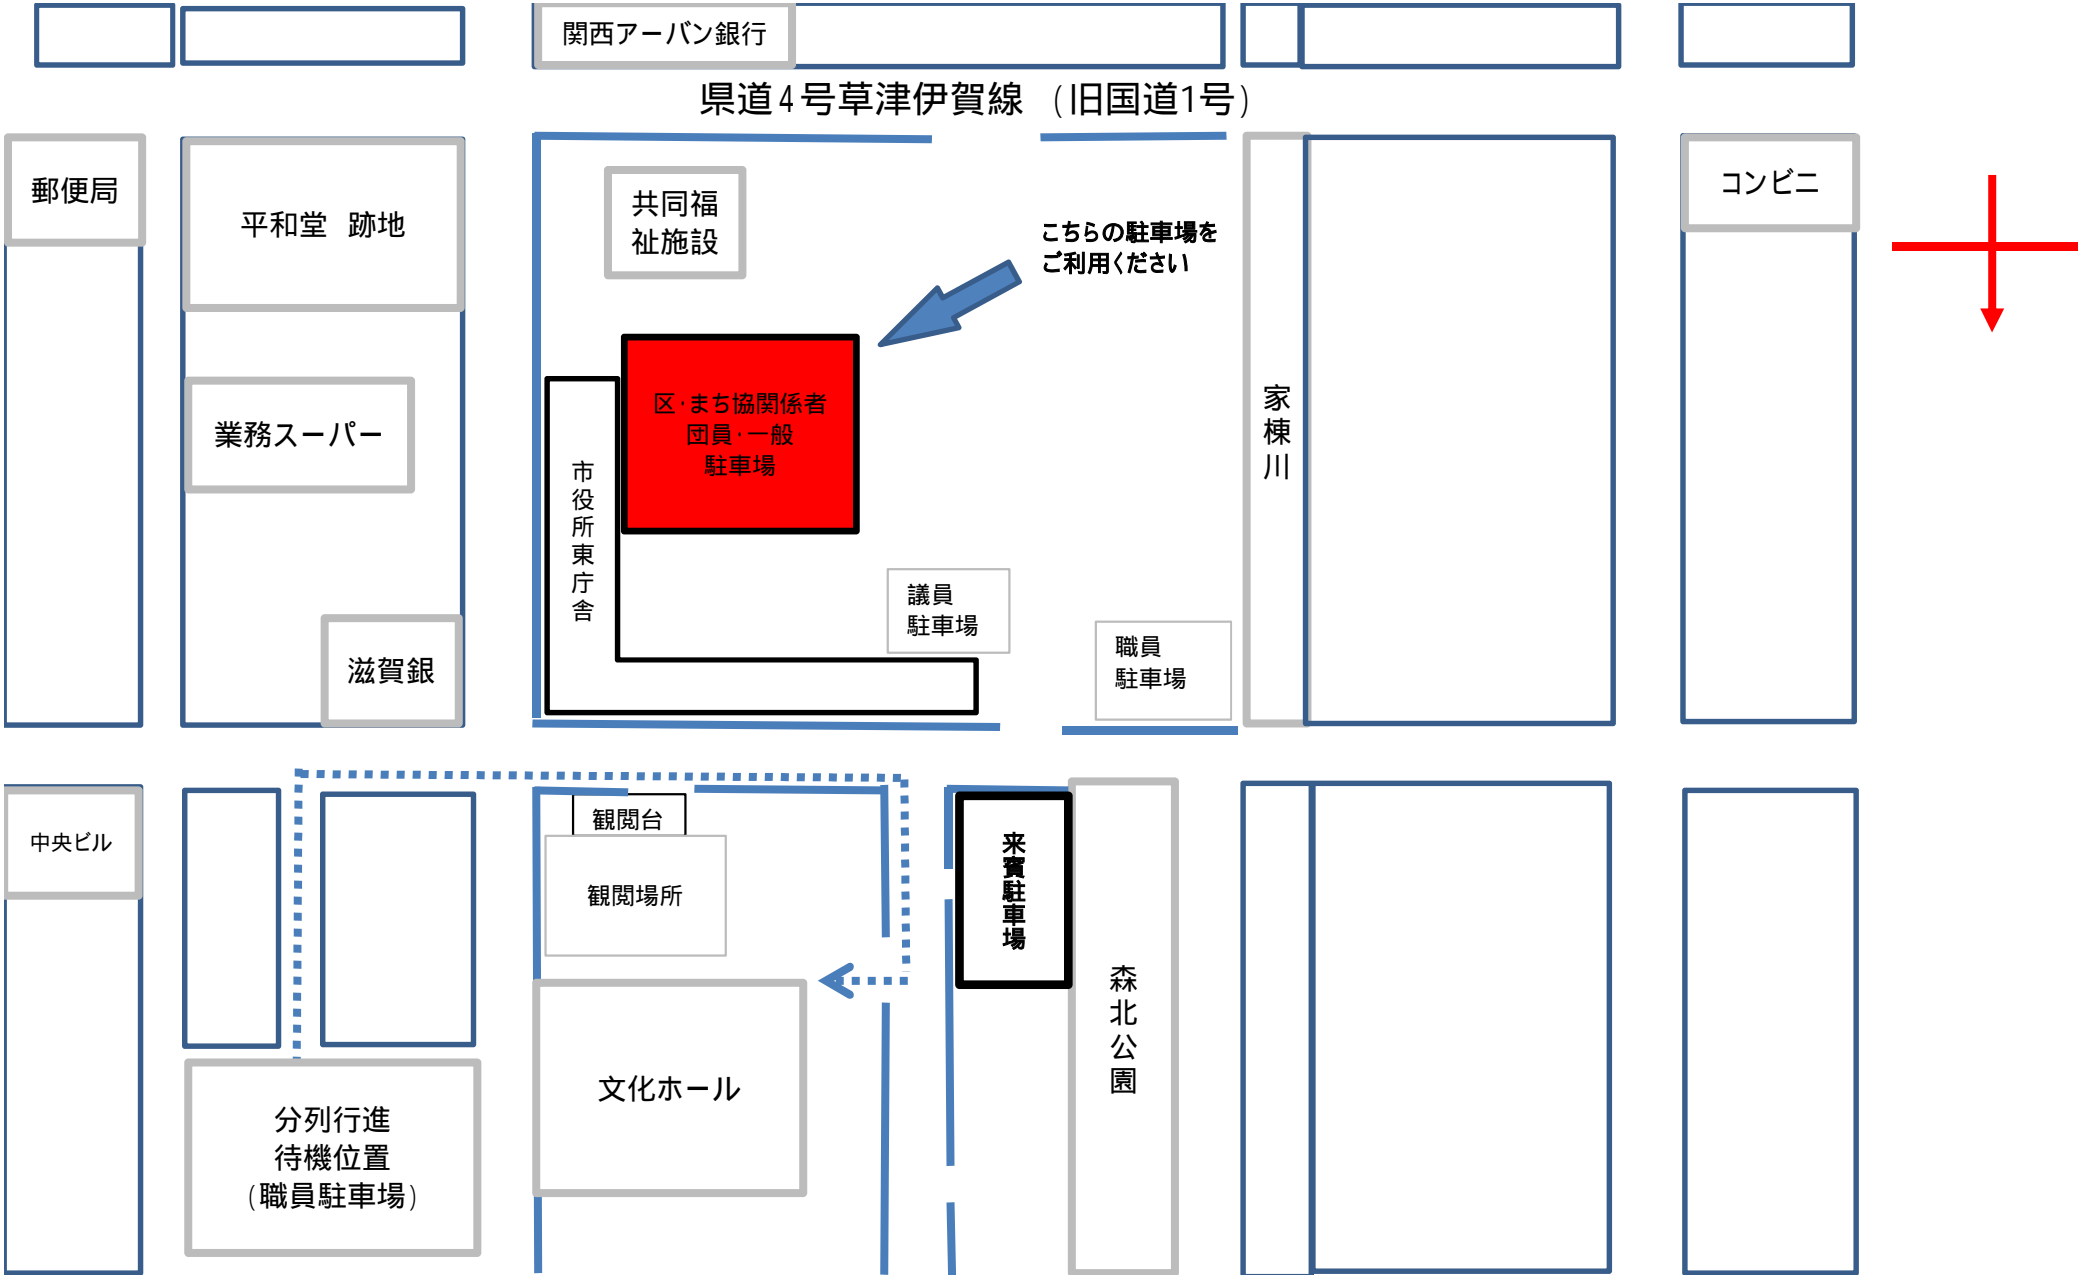 関西アーバン銀行
県道4号草津伊賀線 (旧国道1号)
郵便局
平和堂 跡地
共同福
祉施設
こちらの駐車場を
ご利用ください
コンビニ
業務スーパー
区・まち協関係者
団員・一般
駐車場
家棟川
市役所東庁舎
議員
駐車場
職員
駐車場
滋賀銀
中央ビル
観閲台
観閲場所
来賓駐車場
森北公園
文化ホール
分列行進
待機位置
(職員駐車場)